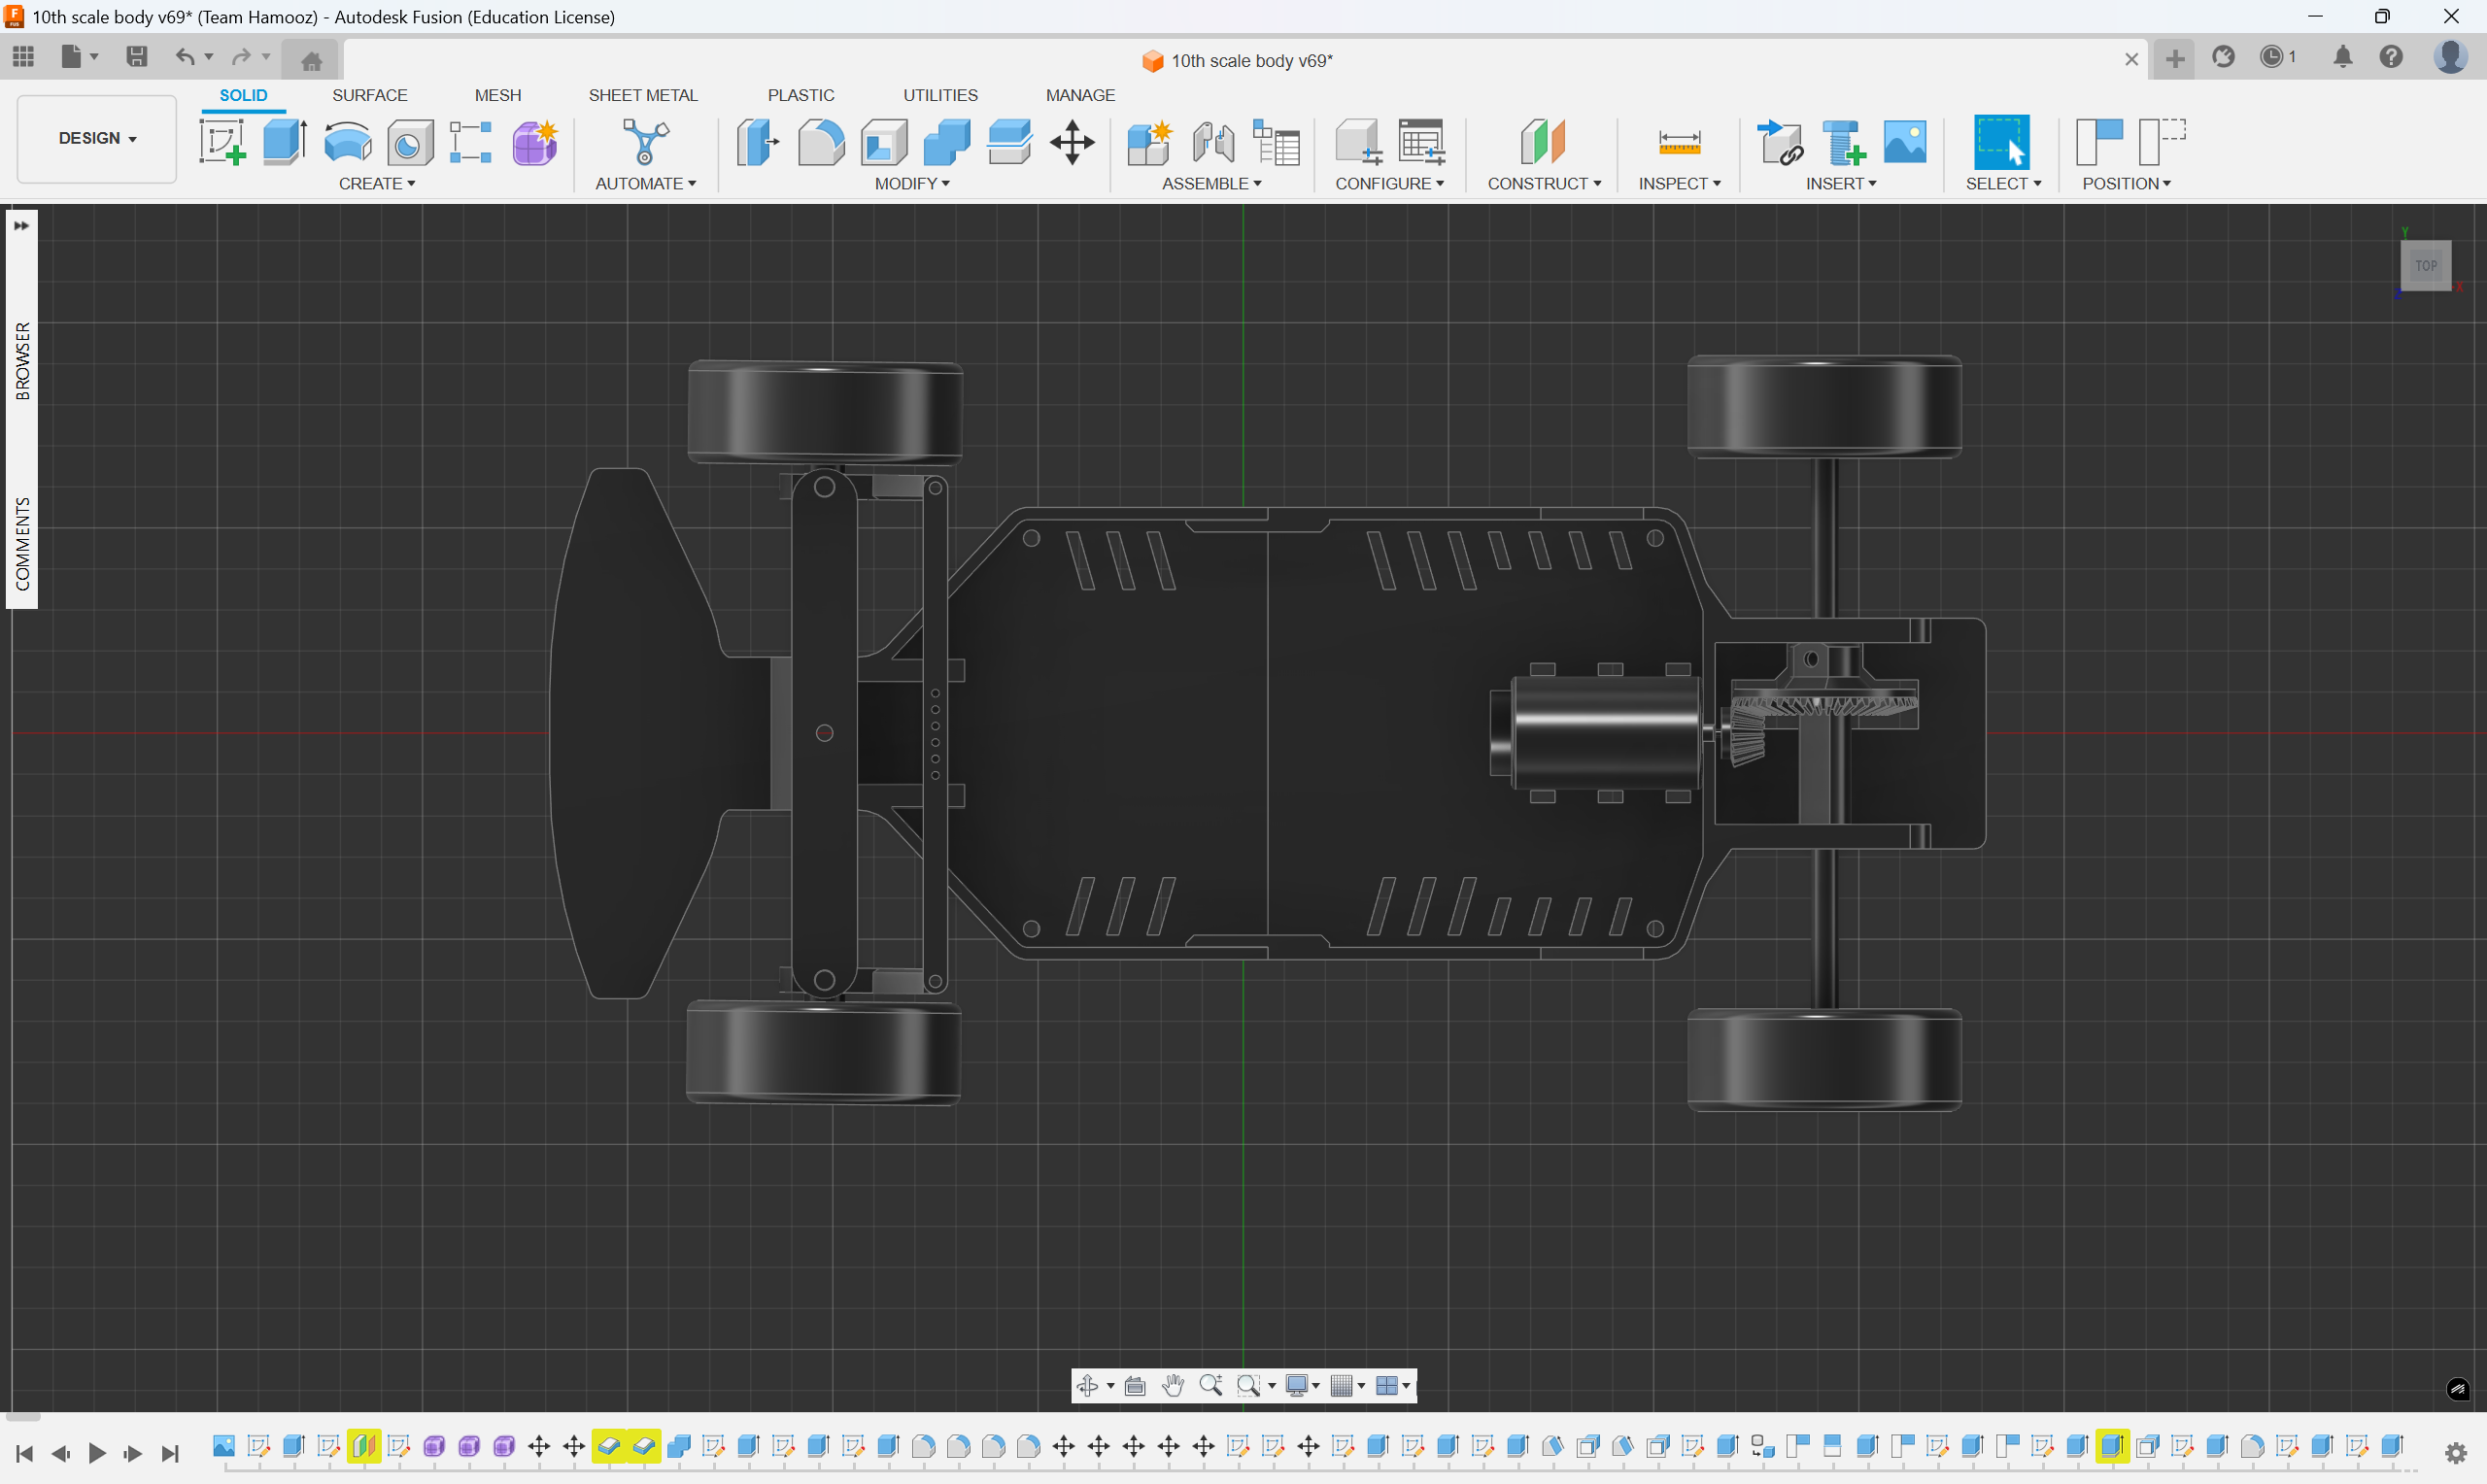 10th scale body v69* (Team Hamooz) - Autodesk Fusion (Education License)
10th scale body v69*
1
DESIGN
SOLID
SURFACE
MESH
SHEET METAL
PLASTIC
UTILITIES
MANAGE
CREATE
AUTOMATE
MODIFY
ASSEMBLE
CONFIGURE
CONSTRUCT
INSPECT
INSERT
SELECT
POSITION
BROWSER
COMMENTS
Y
TOP
X
Z